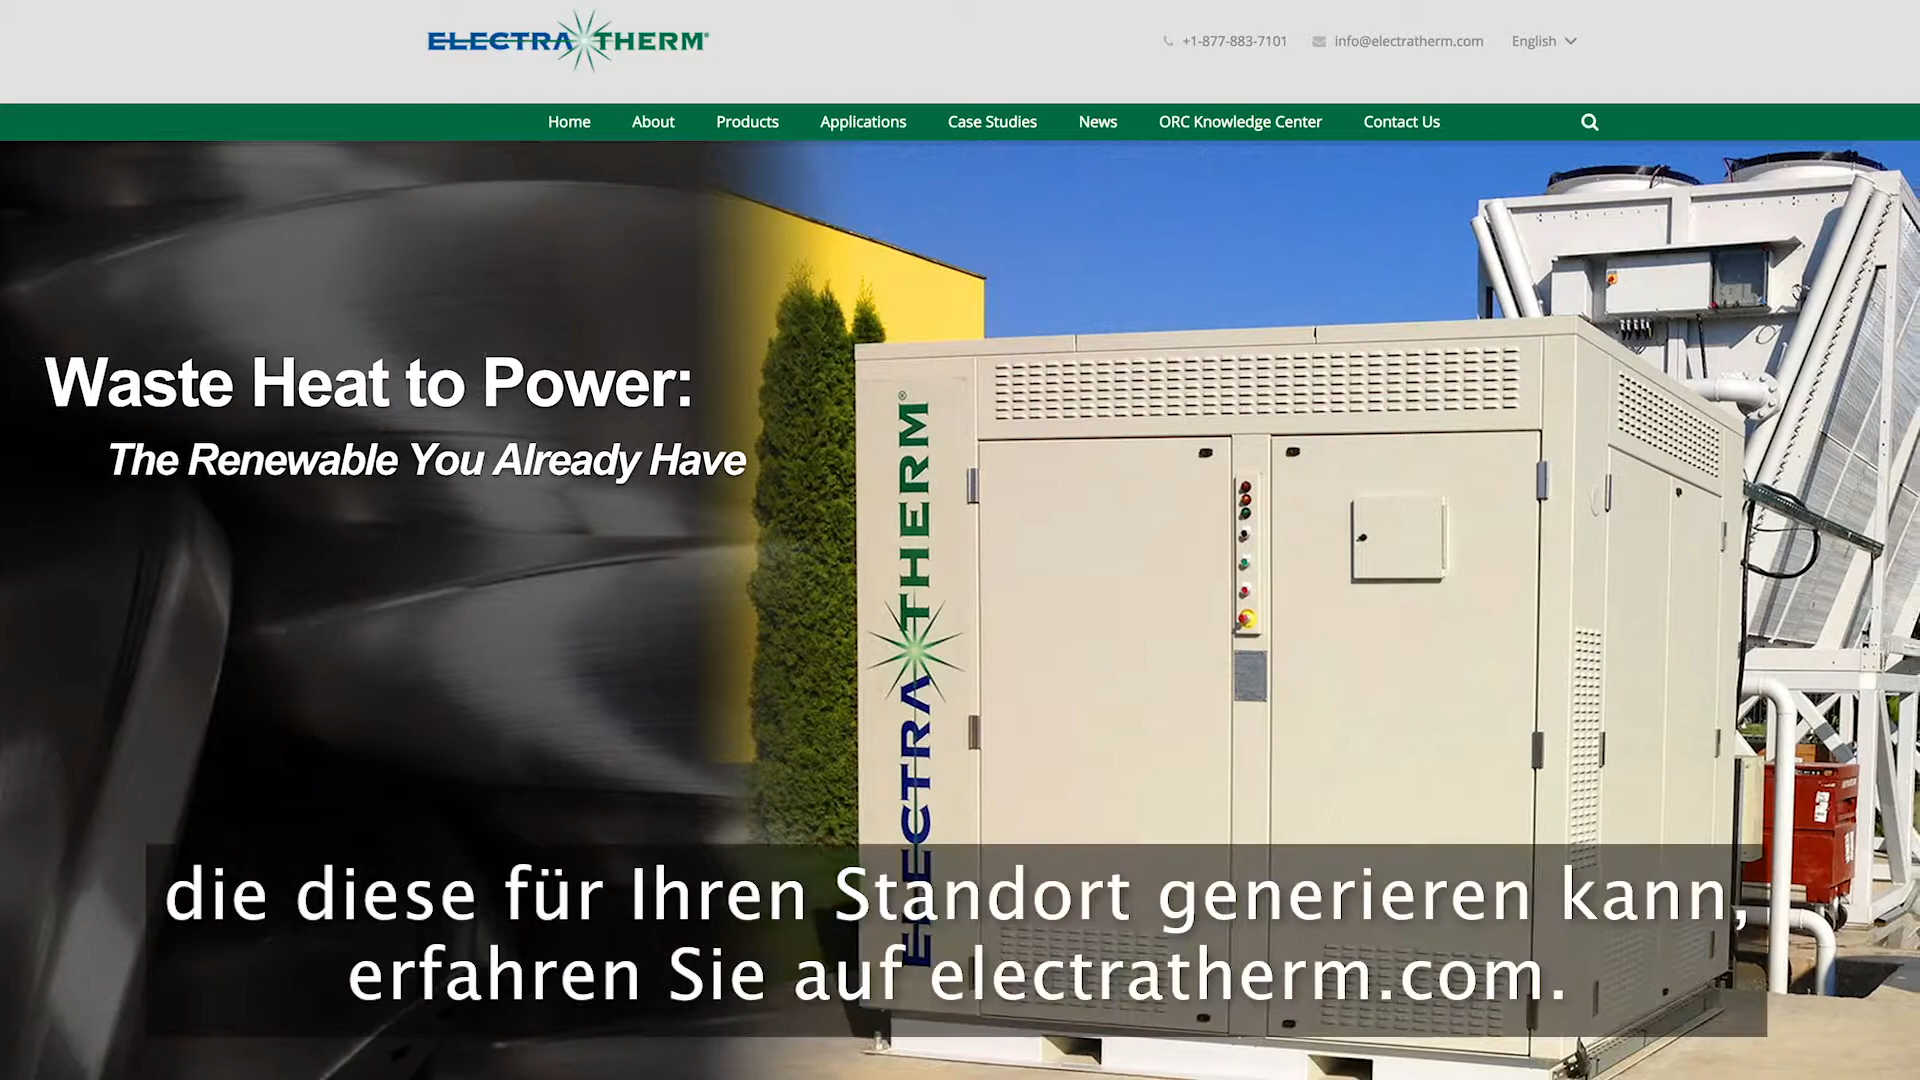 ELECTRATHERM®
+1-877-883-7101
info@electratherm.com
English
Home
About
Products
Applications
Case Studies
News
ORC Knowledge Center
Contact Us
Waste Heat to Power:
The Renewable You Already Have
ELECTRATHERM®
die diese für Ihren Standort generieren kann,
erfahren Sie auf electratherm.com.